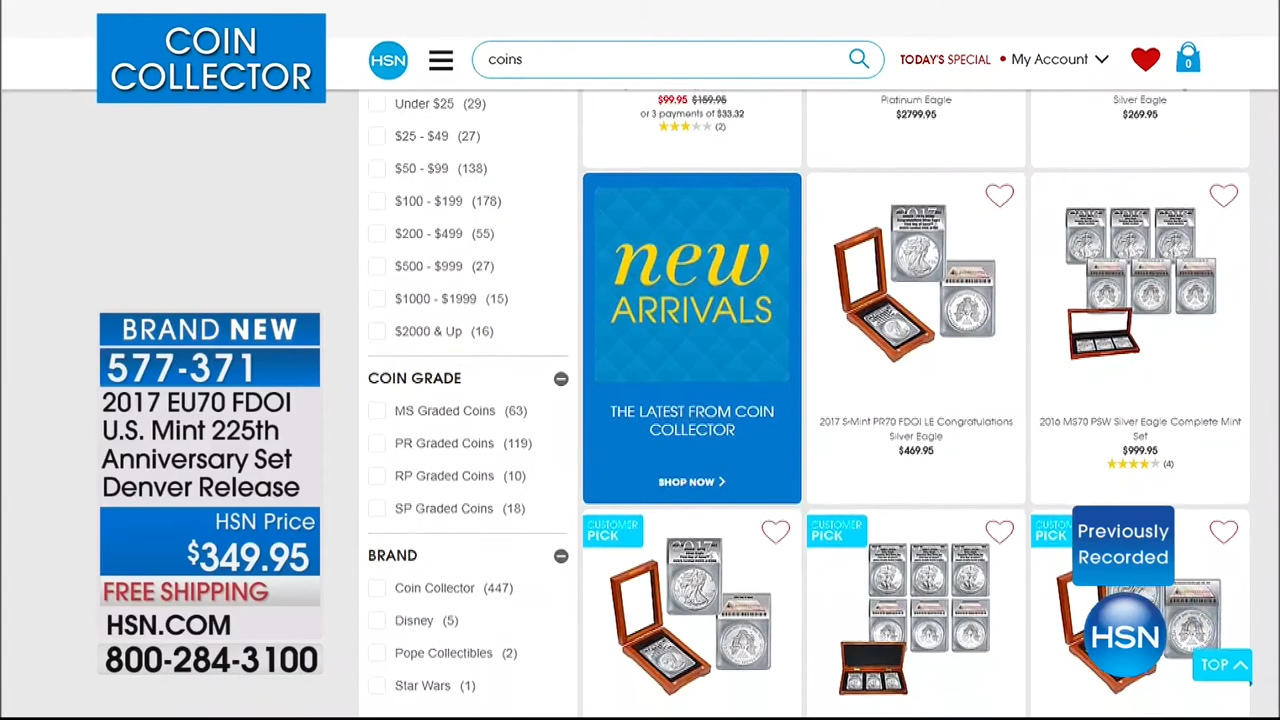 COIN
COLLECTOR
HSN
coins
TODAY'S SPECIAL
My Account
0
Under $25 (29)
$25 - $49 (27)
$50 - $99 (138)
$100 - $199 (178)
$200 - $499 (55)
$500 - $999 (27)
$1000 - $1999 (15)
$2000 & Up (16)
COIN GRADE
MS Graded Coins (63)
PR Graded Coins (119)
RP Graded Coins (10)
SP Graded Coins (18)
BRAND
Coin Collector (447)
Disney (5)
Pope Collectibles (2)
Star Wars (1)
$99.95 $159.95
or 3 payments of $33.32
(2)
Platinum Eagle
$2799.95
Silver Eagle
$269.95
new
ARRIVALS
THE LATEST FROM COIN
COLLECTOR
SHOP NOW
2017
2017 S-Mint PR70 FDOI LE Congratulations
Silver Eagle
$469.95
2016 MS70 PSW Silver Eagle Complete Mint
Set
$999.95
(4)
CUSTOMER
PICK
2017
CUSTOMER
PICK
CUSTOMER
PICK
Previously
Recorded
HSN
TOP
BRAND NEW
577-371
2017 EU70 FDOI
U.S. Mint 225th
Anniversary Set
Denver Release
HSN Price
$349.95
FREE SHIPPING
HSN.COM
800-284-3100